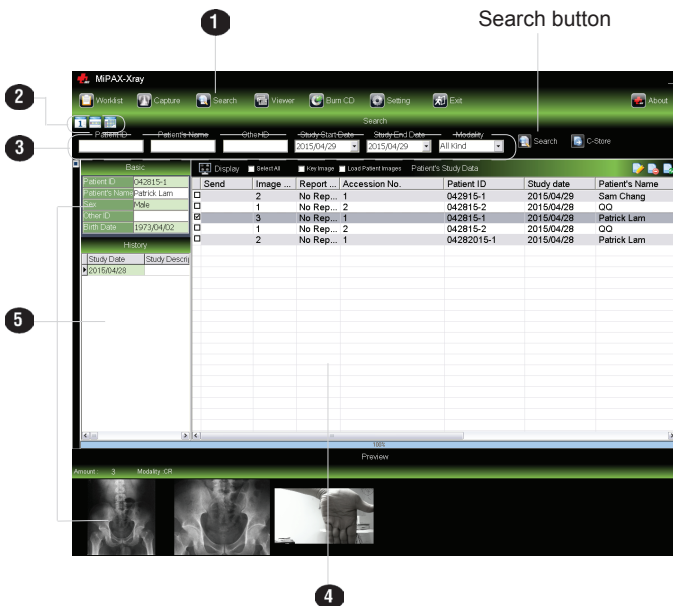 1
Search button
MiPAX-Xray
Worklist Capture Search Viewer Burn CD Setting Exit About
2
Search
Patient ID Patient's Name Other ID Study Start Date Study End Date Modality
3
2015/04/29 2015/04/29 All Kind Search C-Store
Basic Display Select All Key Image Load Patient Images Patient's Study Data
Patient ID 042815-1
Patient's Name Patrick Lam
Sex Male
Other ID
Birth Date 1973/04/02
History
Study Date Study Descrip
2015/04/28
Send Image ... Report ... Accession No. Patient ID Study date Patient's Name
2 No Rep... 1 042915-1 2015/04/29 Sam Chang
1 No Rep... 2 042815-2 2015/04/28 QQ
3 No Rep... 1 042815-1 2015/04/28 Patrick Lam
1 No Rep... 2 042815-2 2015/04/28 QQ
2 No Rep... 1 04282015-1 2015/04/28 Patrick Lam
5
100%
Preview
Amount: 3 Modality :CR
4